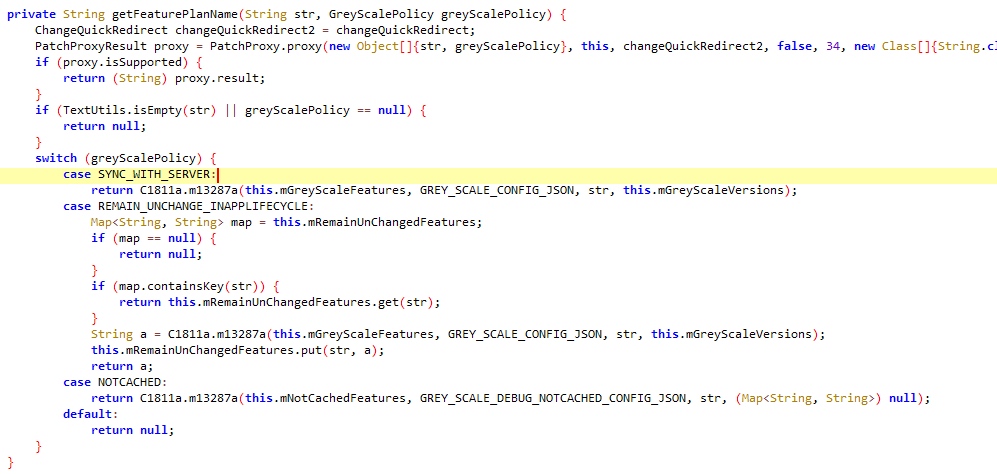 private String getFeaturePlanName(String str, GreyScalePolicy greyScalePolicy) {
ChangeQuickRedirect changeQuickRedirect2 = changeQuickRedirect;
PatchProxyResult proxy = PatchProxy.proxy(new Object[]{str, greyScalePolicy}, this, changeQuickRedirect2, false, 34, new Class[]{String.cl
if (proxy.isSupported) {
return (String) proxy.result;
}
if (TextUtils.isEmpty(str) || greyScalePolicy == null) {
return null;
}
switch (greyScalePolicy) {
case SYNC_WITH_SERVER:
return C1811a.m13287a(this.mGreyScaleFeatures, GREY_SCALE_CONFIG_JSON, str, this.mGreyScaleVersions);
case REMAIN_UNCHANGE_INAPPLIFECYCLE:
Map<String, String> map = this.mRemainUnChangedFeatures;
if (map == null) {
return null;
}
if (map.containsKey(str)) {
return this.mRemainUnChangedFeatures.get(str);
}
String a = C1811a.m13287a(this.mGreyScaleFeatures, GREY_SCALE_CONFIG_JSON, str, this.mGreyScaleVersions);
this.mRemainUnChangedFeatures.put(str, a);
return a;
case NOTCACHED:
return C1811a.m13287a(this.mNotCachedFeatures, GREY_SCALE_DEBUG_NOTCACHED_CONFIG_JSON, str, (Map<String, String>) null);
default:
return null;
}
}